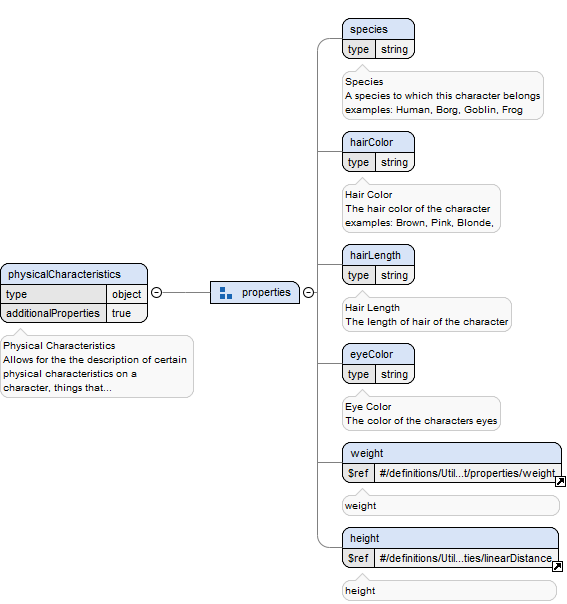 species
type string
Species
A species to which this character belongs
examples: Human, Borg, Goblin, Frog
hairColor
type string
Hair Color
The hair color of the character
examples: Brown, Pink, Blonde,
hairLength
type string
Hair Length
The length of hair of the character
physicalCharacteristics
type object
additionalProperties true
Physical Characteristics
Allows for the the description of certain
physical characteristics on a
character, things that...
properties
eyeColor
type string
Eye Color
The color of the characters eyes
weight
$ref #/definitions/Util...t/properties/weight
weight
height
$ref #/definitions/Util...ties/linearDistance
height